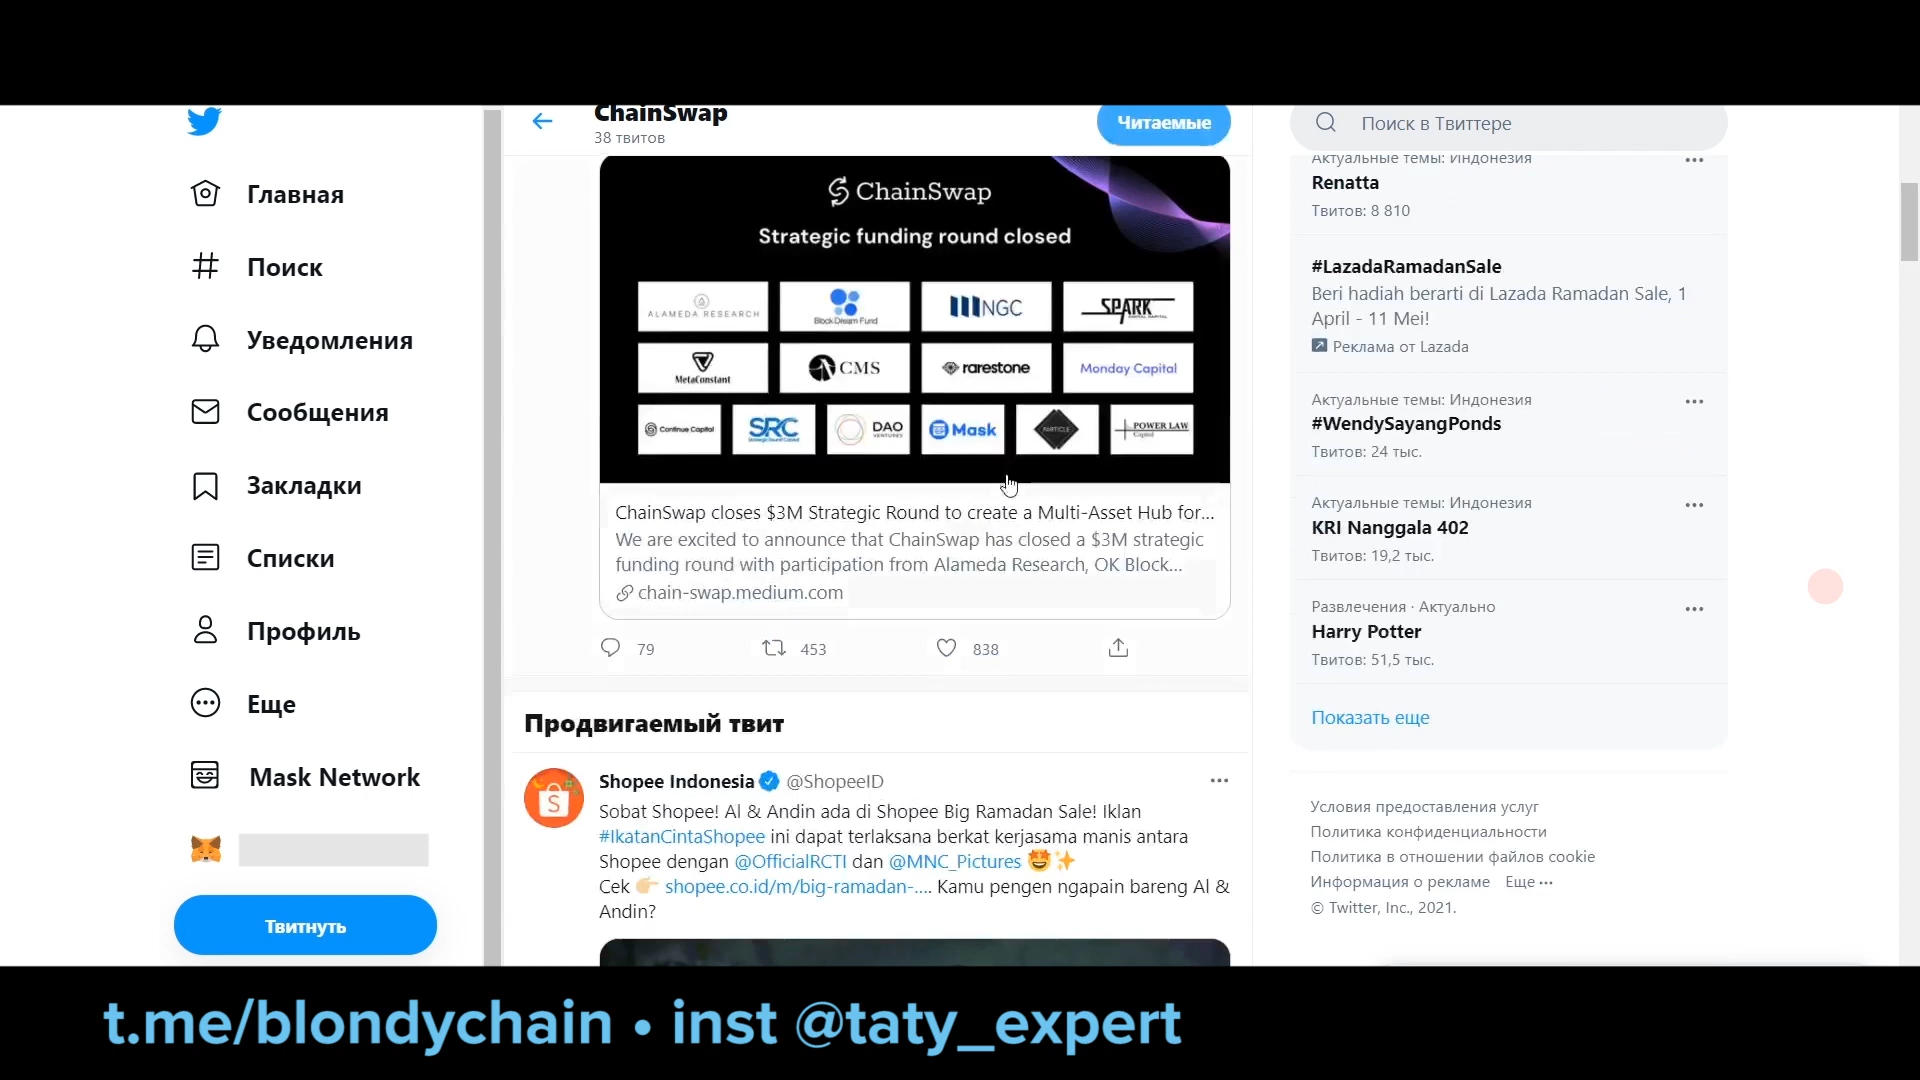 Главная
Поиск
Уведомления
Сообщения
Закладки
Списки
Профиль
Еще
Mask Network
Твитнуть
ChainSwap
38 твитов
Читаемые
ChainSwap
Strategic funding round closed
ALAMEDA RESEARCH
Block Dream Fund
NGC
SPARK
DIGITAL CAPITAL
MetaConstant
CMS
rarestone
Monday Capital
Continue Capital
SRC
DAO
VENTURES
Mask
PARTICLE
POWER LAW
Capital
ChainSwap closes $3M Strategic Round to create a Multi-Asset Hub for...
We are excited to announce that ChainSwap has closed a $3M strategic
funding round with participation from Alameda Research, OK Block...
chain-swap.medium.com
79
453
838
Продвигаемый твит
Shopee Indonesia @ShopeeID
Sobat Shopee! Al & Andin ada di Shopee Big Ramadan Sale! Iklan
#IkatanCintaShopee ini dapat terlaksana berkat kerjasama manis antara
Shopee dengan @OfficialRCTI dan @MNC_Pictures
Cek shopee.co.id/m/big-ramadan-.... Kamu pengen ngapain bareng Al &
Andin?
Поиск в Твиттере
Актуальные темы: Индонезия
Renatta
Твитов: 8 810
#LazadaRamadanSale
Beri hadiah berarti di Lazada Ramadan Sale, 1
April - 11 Mei!
Реклама от Lazada
Актуальные темы: Индонезия
#WendySayangPonds
Твитов: 24 тыс.
Актуальные темы: Индонезия
KRI Nanggala 402
Твитов: 19,2 тыс.
Развлечения · Актуально
Harry Potter
Твитов: 51,5 тыс.
Показать еще
Условия предоставления услуг
Политика конфиденциальности
Политика в отношении файлов cookie
Информация о рекламе Еще ···
© Twitter, Inc., 2021.
t.me/blondychain • inst @taty_expert